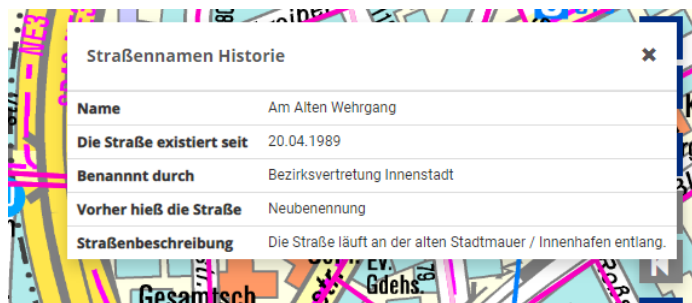 Straßennamen Historie
Name Am Alten Wehrgang
Die Straße existiert seit 20.04.1989
Benannnt durch Bezirksvertretung Innenstadt
Vorher hieß die Straße Neubenennung
Straßenbeschreibung Die Straße läuft an der alten Stadtmauer / Innenhafen entlang.
Ev.
79
Gesamtsch
Gdehs.